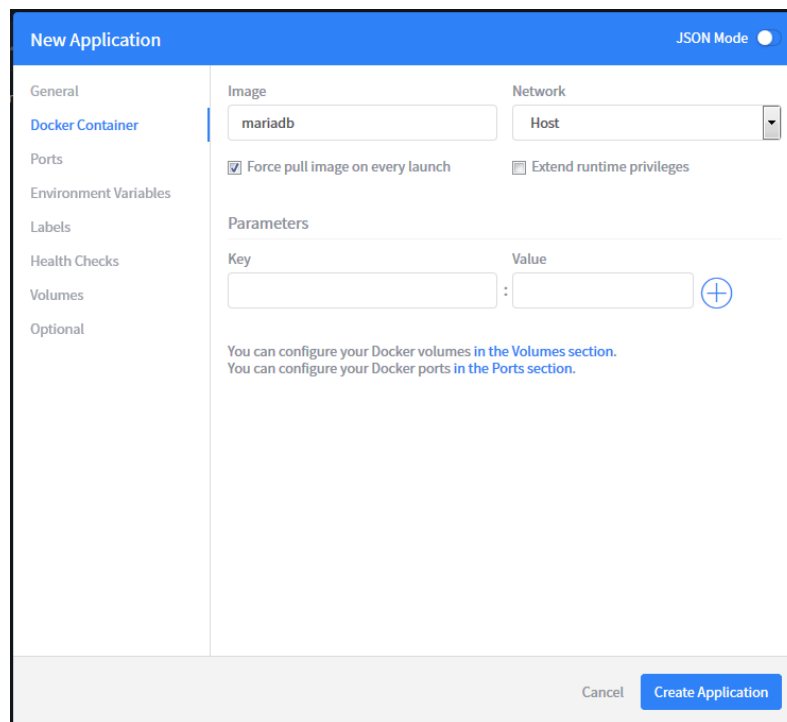 New Application
JSON Mode
General
Docker Container
Ports
Environment Variables
Labels
Health Checks
Volumes
Optional
Image
Network
mariadb
Host
Force pull image on every launch
Extend runtime privileges
Parameters
Key
Value
:
You can configure your Docker volumes in the Volumes section.
You can configure your Docker ports in the Ports section.
Cancel
Create Application